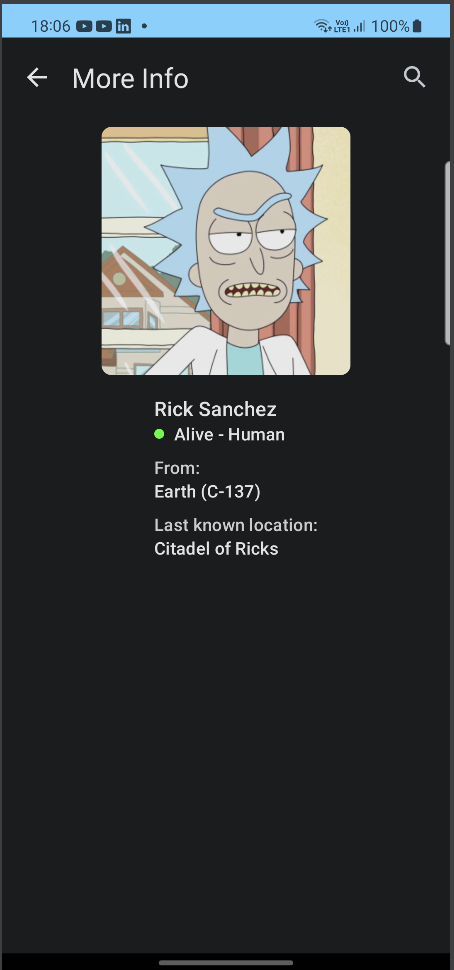 18:06 in Vo) LTE1 100%
More Info
Rick Sanchez
Alive - Human
From:
Earth (C-137)
Last known location:
Citadel of Ricks